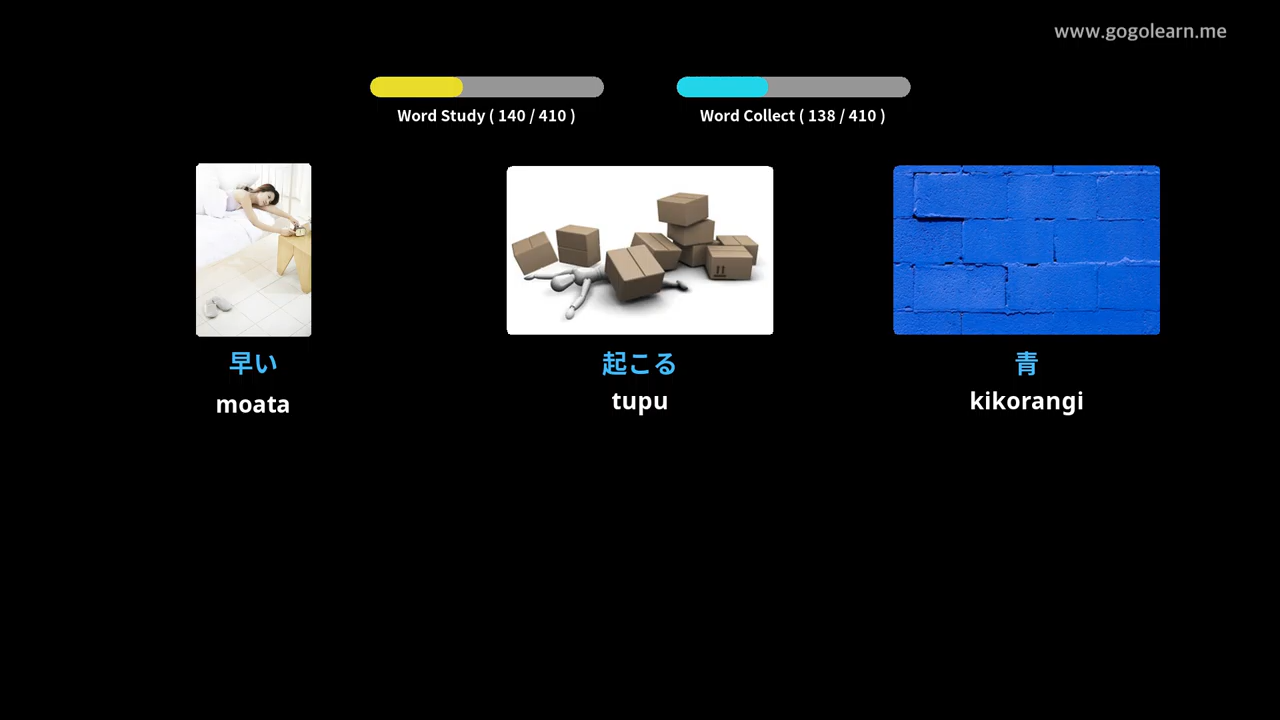 www.gogolearn.me
Word Study ( 140 / 410 )
Word Collect ( 138 / 410 )
早い
moata
起こる
tupu
青
kikorangi